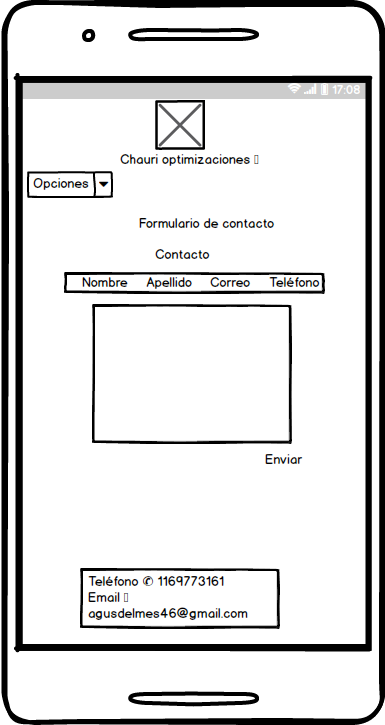 17:08
Chauri optimizaciones
Opciones
Formulario de contacto
Contacto
Nombre Apellido Correo Teléfono
Enviar
Teléfono ✆ 1169773161
Email
agusdelmes46@gmail.com